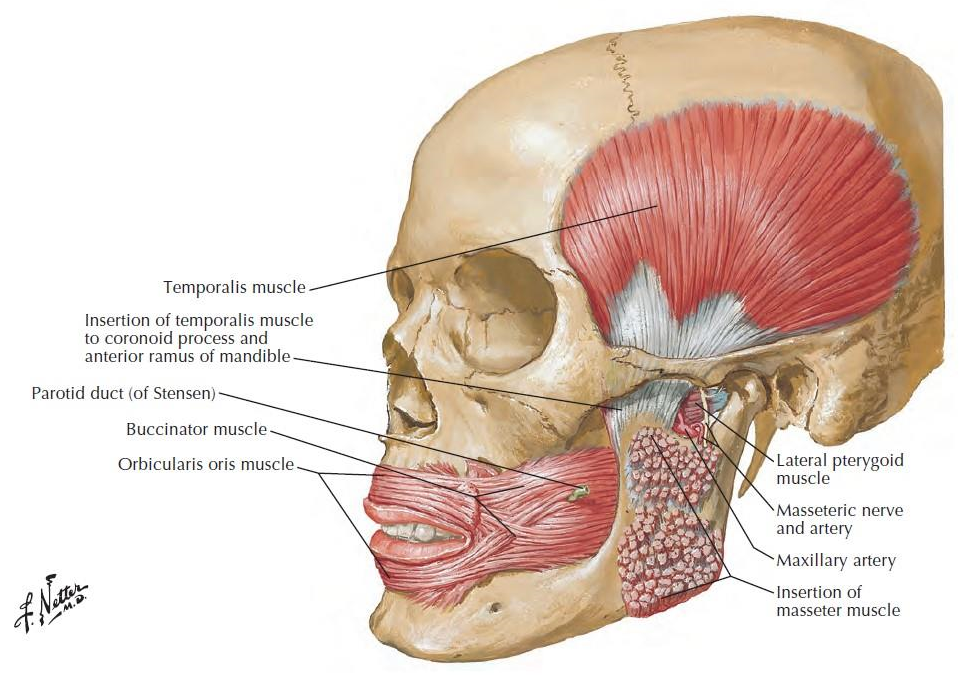 Temporalis muscle
Insertion of temporalis muscle
to coronoid process and
anterior ramus of mandible
Parotid duct (of Stensen)
Buccinator muscle
Orbicularis oris muscle
Lateral pterygoid
muscle
Masseteric nerve
and artery
Maxillary artery
Insertion of
masseter muscle
F. Netter
M.D.